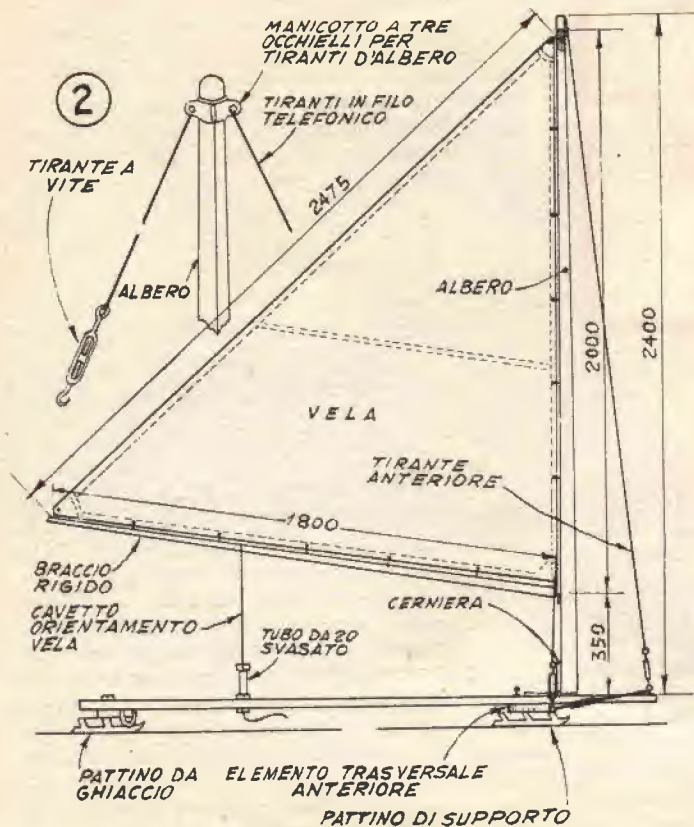 2
MANICOTTO A TRE
OCCHIELLI PER
TIRANTI D'ALBERO
TIRANTI IN FILO
TELEFONICO
TIRANTE A
VITE
ALBERO
2475
ALBERO
2000
2400
VELA
TIRANTE
ANTERIORE
1800
BRACCIO
RIGIDO
CAVETTO
ORIENTAMENTO
VELA
TUBO DA 20
SVASATO
CERNIERA
350
PATTINO DA
GHIACCIO
ELEMENTO TRASVERSALE
ANTERIORE
PATTINO DI SUPPORTO